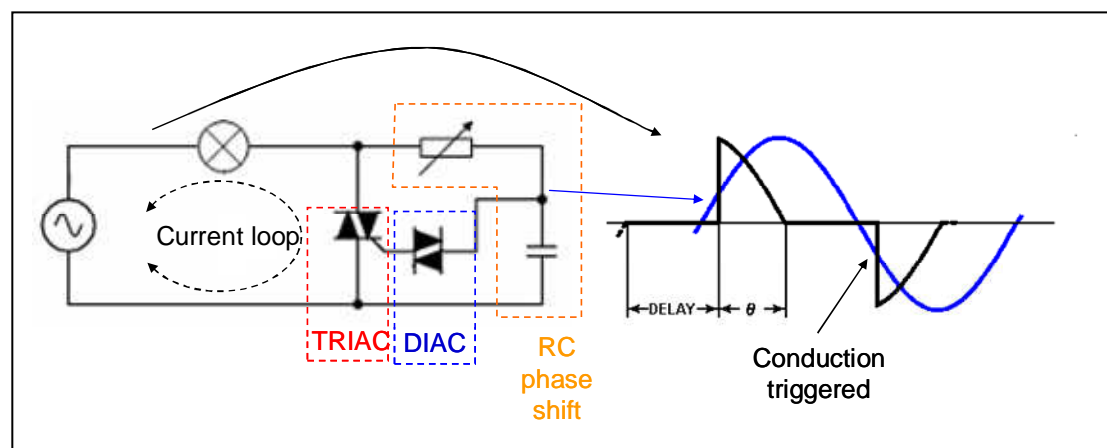 Current loop
TRIAC
DIAC
RC
phase
shift
DELAY
θ
Conduction
triggered